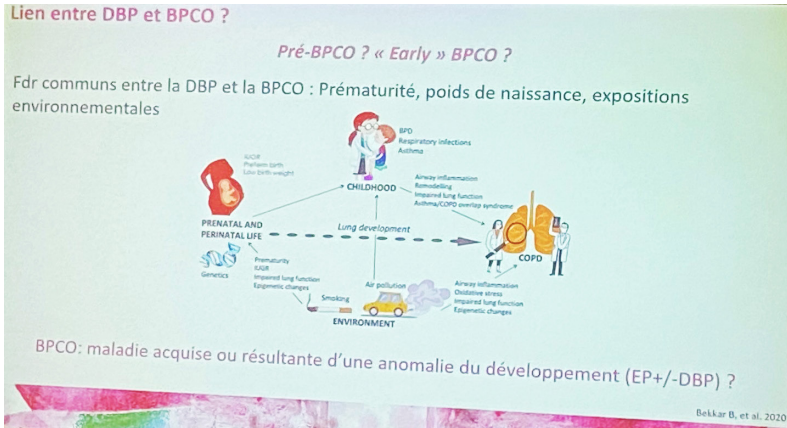 Lien entre DBP et BPCO ?
Pré-BPCO ? « Early » BPCO ?
Fdr communs entre la DBP et la BPCO : Prématurité, poids de naissance, expositions
environnementales
BPD
Respiratory infections
Asthma
IUGR
Preterm birth
Low birth weight
CHILDHOOD
Airway inflammation
Remodelling
Impaired lung function
Asthma/COPD overlap syndrome
PRENATAL AND
PERINATAL LIFE
Lung development
COPD
Genetics
Prematurity
IUGR
Impaired lung function
Epigenetic changes
Air pollution
Smoking
Airway inflammation
Oxidative stress
Impaired lung function
Epigenetic changes
ENVIRONMENT
BPCO: maladie acquise ou résultante d'une anomalie du développement (EP+/-DBP) ?
Bekkar B, et al. 2020